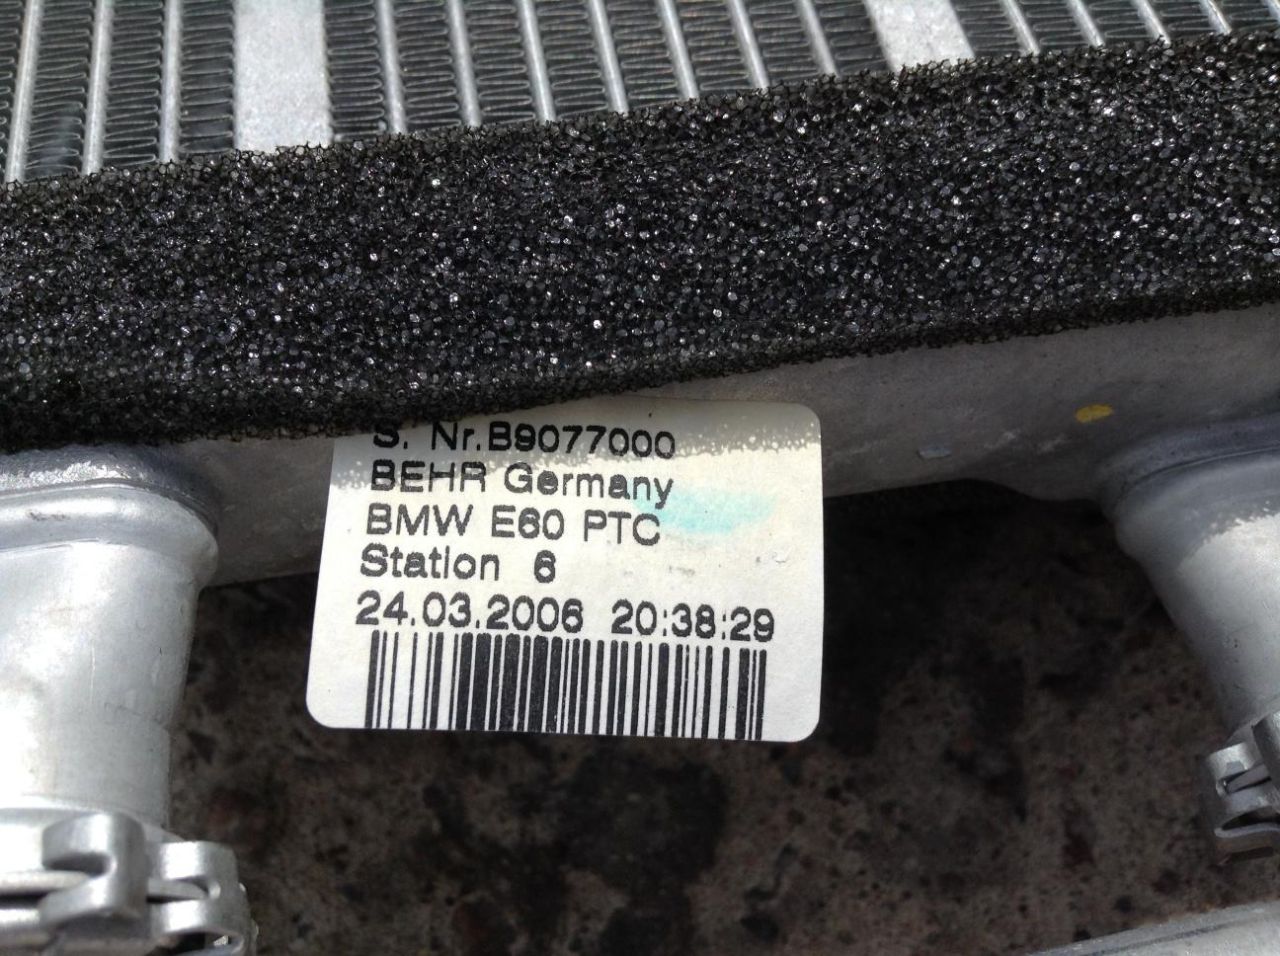 S. Nr.B9077000
BEHR Germany
BMW E60 PTC
Station 6
24.03.2006 20:38:29